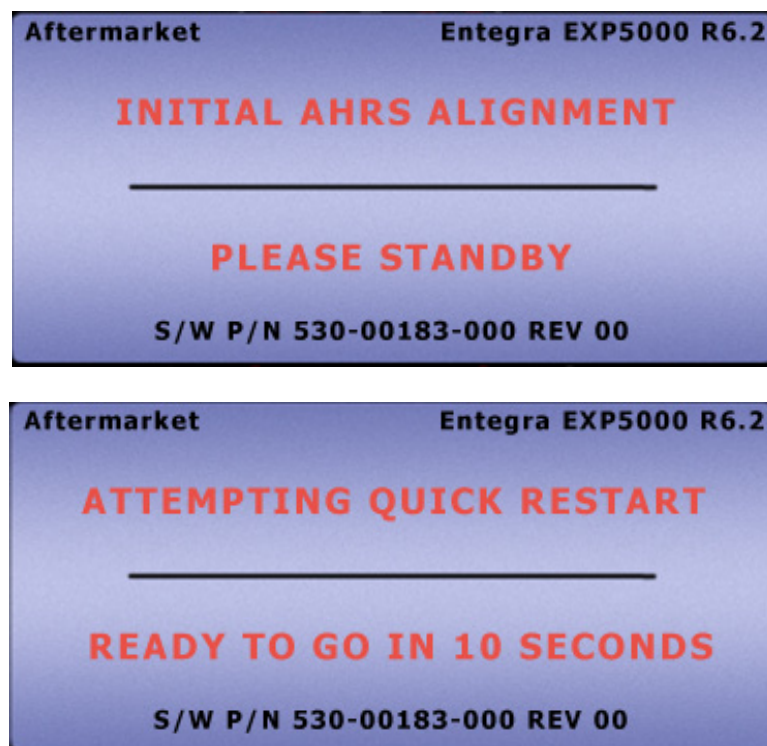 Aftermarket Entegra EXP5000 R6.2
INITIAL AHRS ALIGNMENT
PLEASE STANDBY
S/W P/N 530-00183-000 REV 00
Aftermarket Entegra EXP5000 R6.2
ATTEMPTING QUICK RESTART
READY TO GO IN 10 SECONDS
S/W P/N 530-00183-000 REV 00